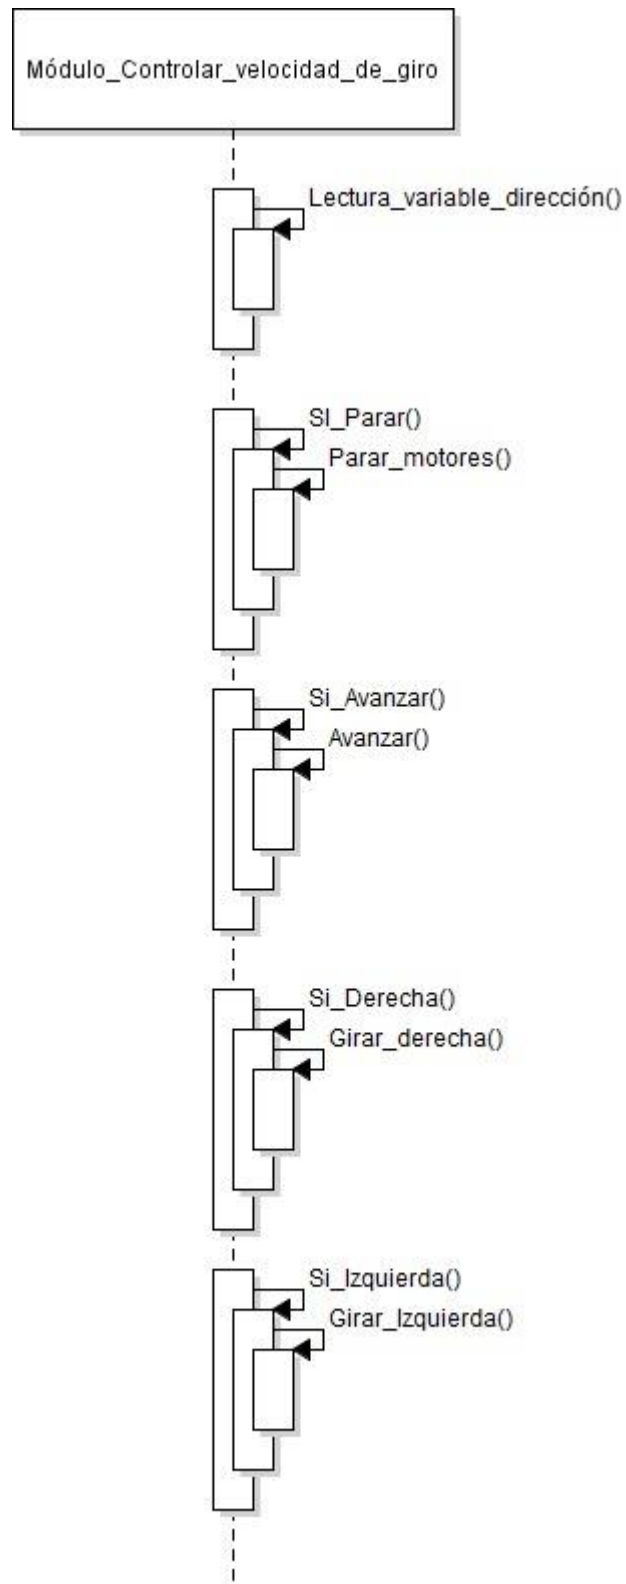 Módulo_Controlar_velocidad_de_giro
Lectura_variable_dirección()
SI_Parar()
Parar_motores()
Si_Avanzar()
Avanzar()
Si_Derecha()
Girar_derecha()
Si_Izquierda()
Girar_Izquierda()